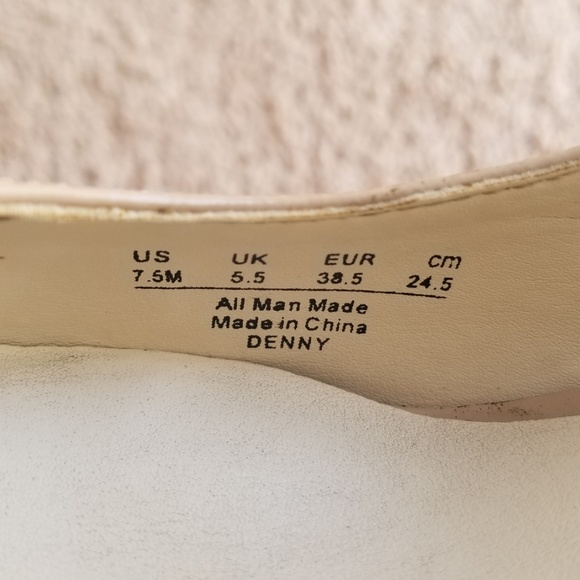 US UK EUR cm
7.5M 5.5 38.5 24.5
All Man Made
Made in China
DENNY